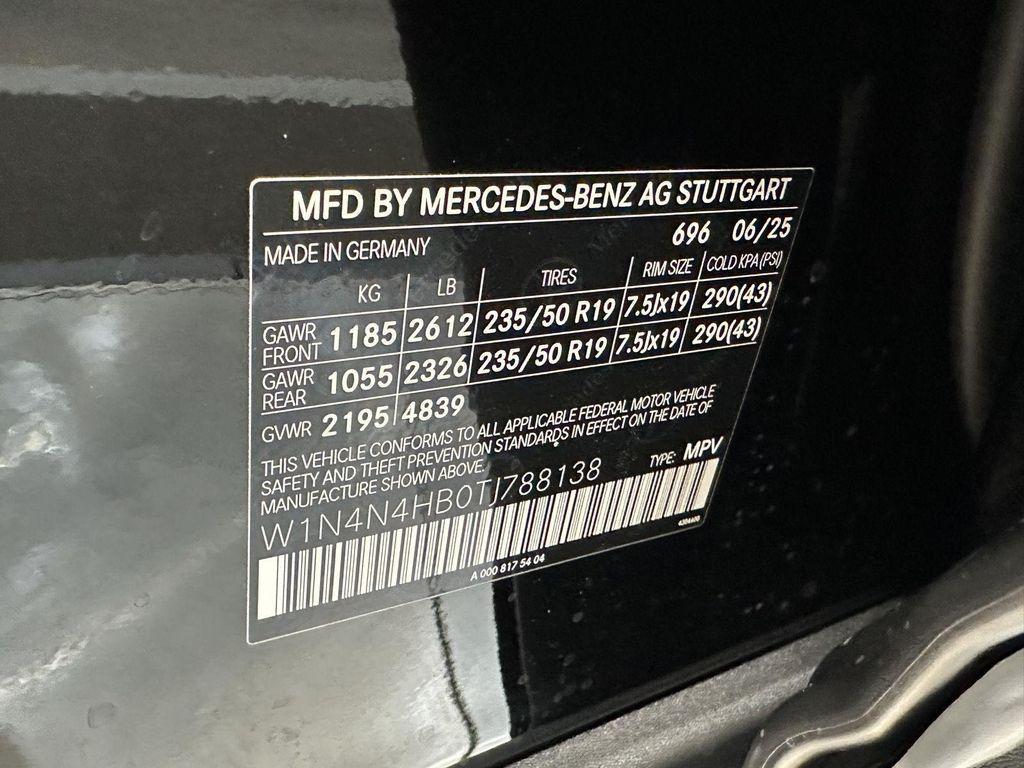 MFD BY MERCEDES-BENZ AG STUTTGART
MADE IN GERMANY 696 06/25
KG LB TIRES RIM SIZE COLD KPA (PSI)
GAWR FRONT 1185 2612 235/50 R19 7.5Jx19 290(43)
GAWR REAR 1055 2326 235/50 R19 7.5Jx19 290(43)
GVWR 2195 4839
THIS VEHICLE CONFORMS TO ALL APPLICABLE FEDERAL MOTOR VEHICLE
SAFETY AND THEFT PREVENTION STANDARDS IN EFFECT ON THE DATE OF
MANUFACTURE SHOWN ABOVE. TYPE: MPV
W1N4N4HB0TJ788138
A 000 817 54 04